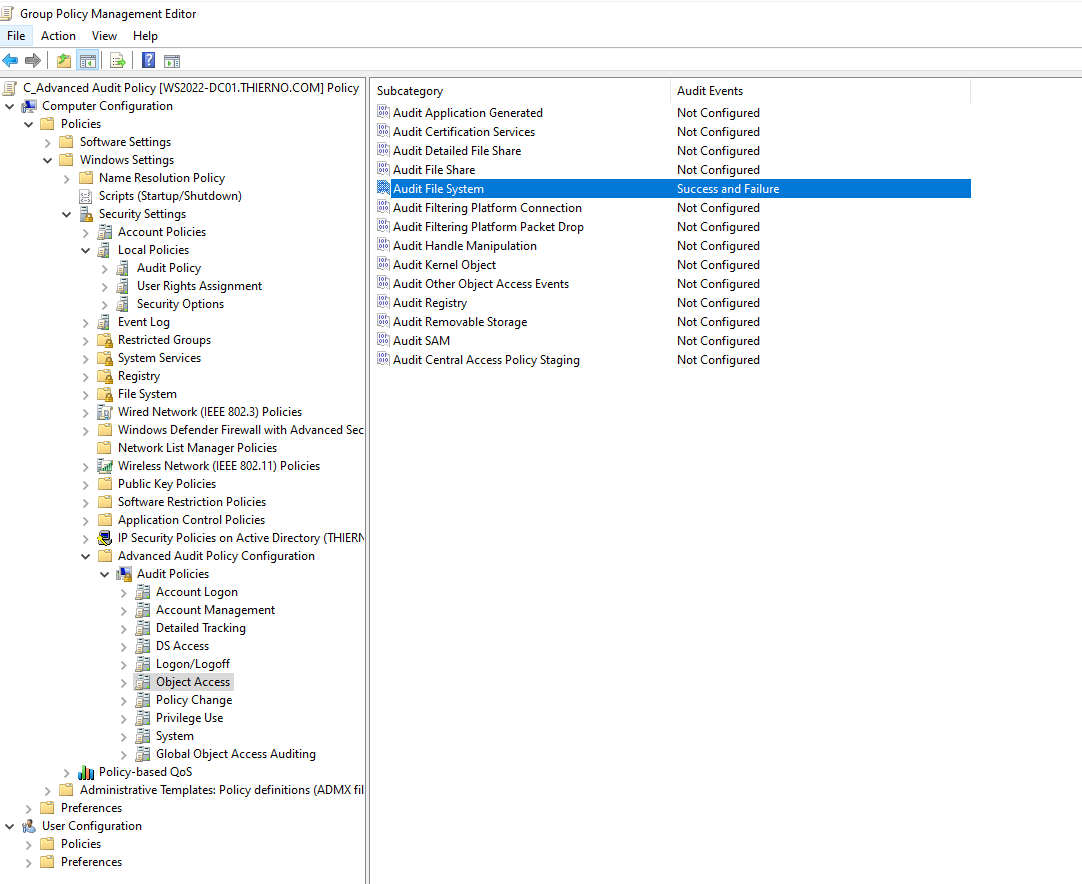 Group Policy Management Editor
File Action View Help
C_Advanced Audit Policy [WS2022-DC01.THIERNO.COM] Policy
Computer Configuration
Policies
Software Settings
Windows Settings
Name Resolution Policy
Scripts (Startup/Shutdown)
Security Settings
Account Policies
Local Policies
Audit Policy
User Rights Assignment
Security Options
Event Log
Restricted Groups
System Services
Registry
File System
Wired Network (IEEE 802.3) Policies
Windows Defender Firewall with Advanced Sec
Network List Manager Policies
Wireless Network (IEEE 802.11) Policies
Public Key Policies
Software Restriction Policies
Application Control Policies
IP Security Policies on Active Directory (THIERN
Advanced Audit Policy Configuration
Audit Policies
Account Logon
Account Management
Detailed Tracking
DS Access
Logon/Logoff
Object Access
Policy Change
Privilege Use
System
Global Object Access Auditing
Policy-based QoS
Administrative Templates: Policy definitions (ADMX fil
Preferences
User Configuration
Policies
Preferences
Subcategory Audit Events
Audit Application Generated Not Configured
Audit Certification Services Not Configured
Audit Detailed File Share Not Configured
Audit File Share Not Configured
Audit File System Success and Failure
Audit Filtering Platform Connection Not Configured
Audit Filtering Platform Packet Drop Not Configured
Audit Handle Manipulation Not Configured
Audit Kernel Object Not Configured
Audit Other Object Access Events Not Configured
Audit Registry Not Configured
Audit Removable Storage Not Configured
Audit SAM Not Configured
Audit Central Access Policy Staging Not Configured